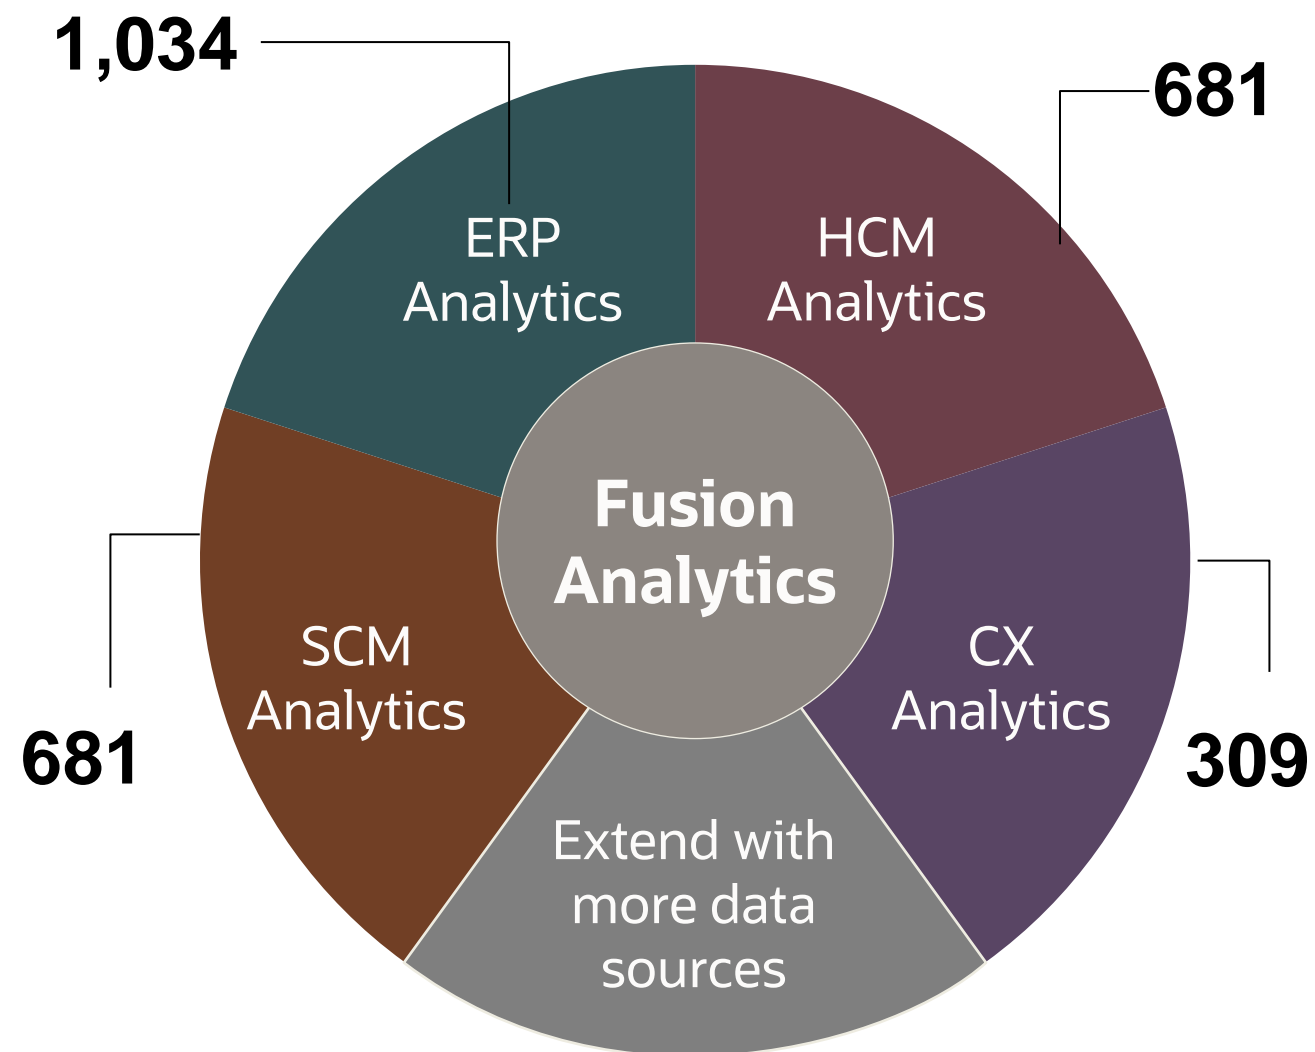 1,034
681
ERP
Analytics
HCM
Analytics
Fusion
Analytics
SCM
Analytics
CX
Analytics
681
309
Extend with
more data
sources